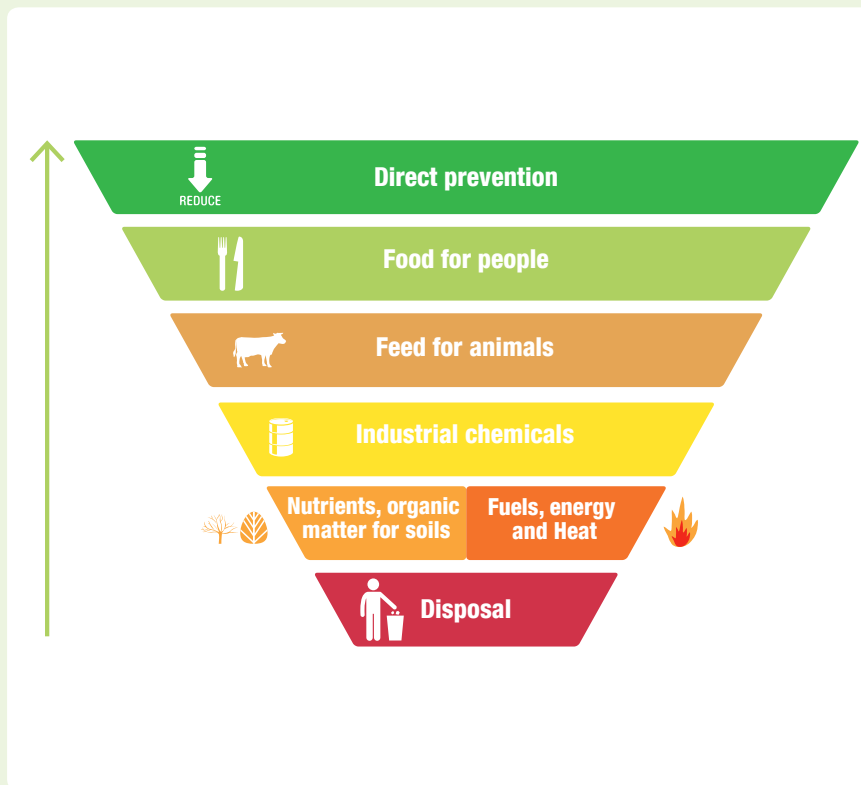 REDUCE
Direct prevention
Food for people
Feed for animals
Industrial chemicals
Nutrients, organic
matter for soils
Fuels, energy
and Heat
Disposal